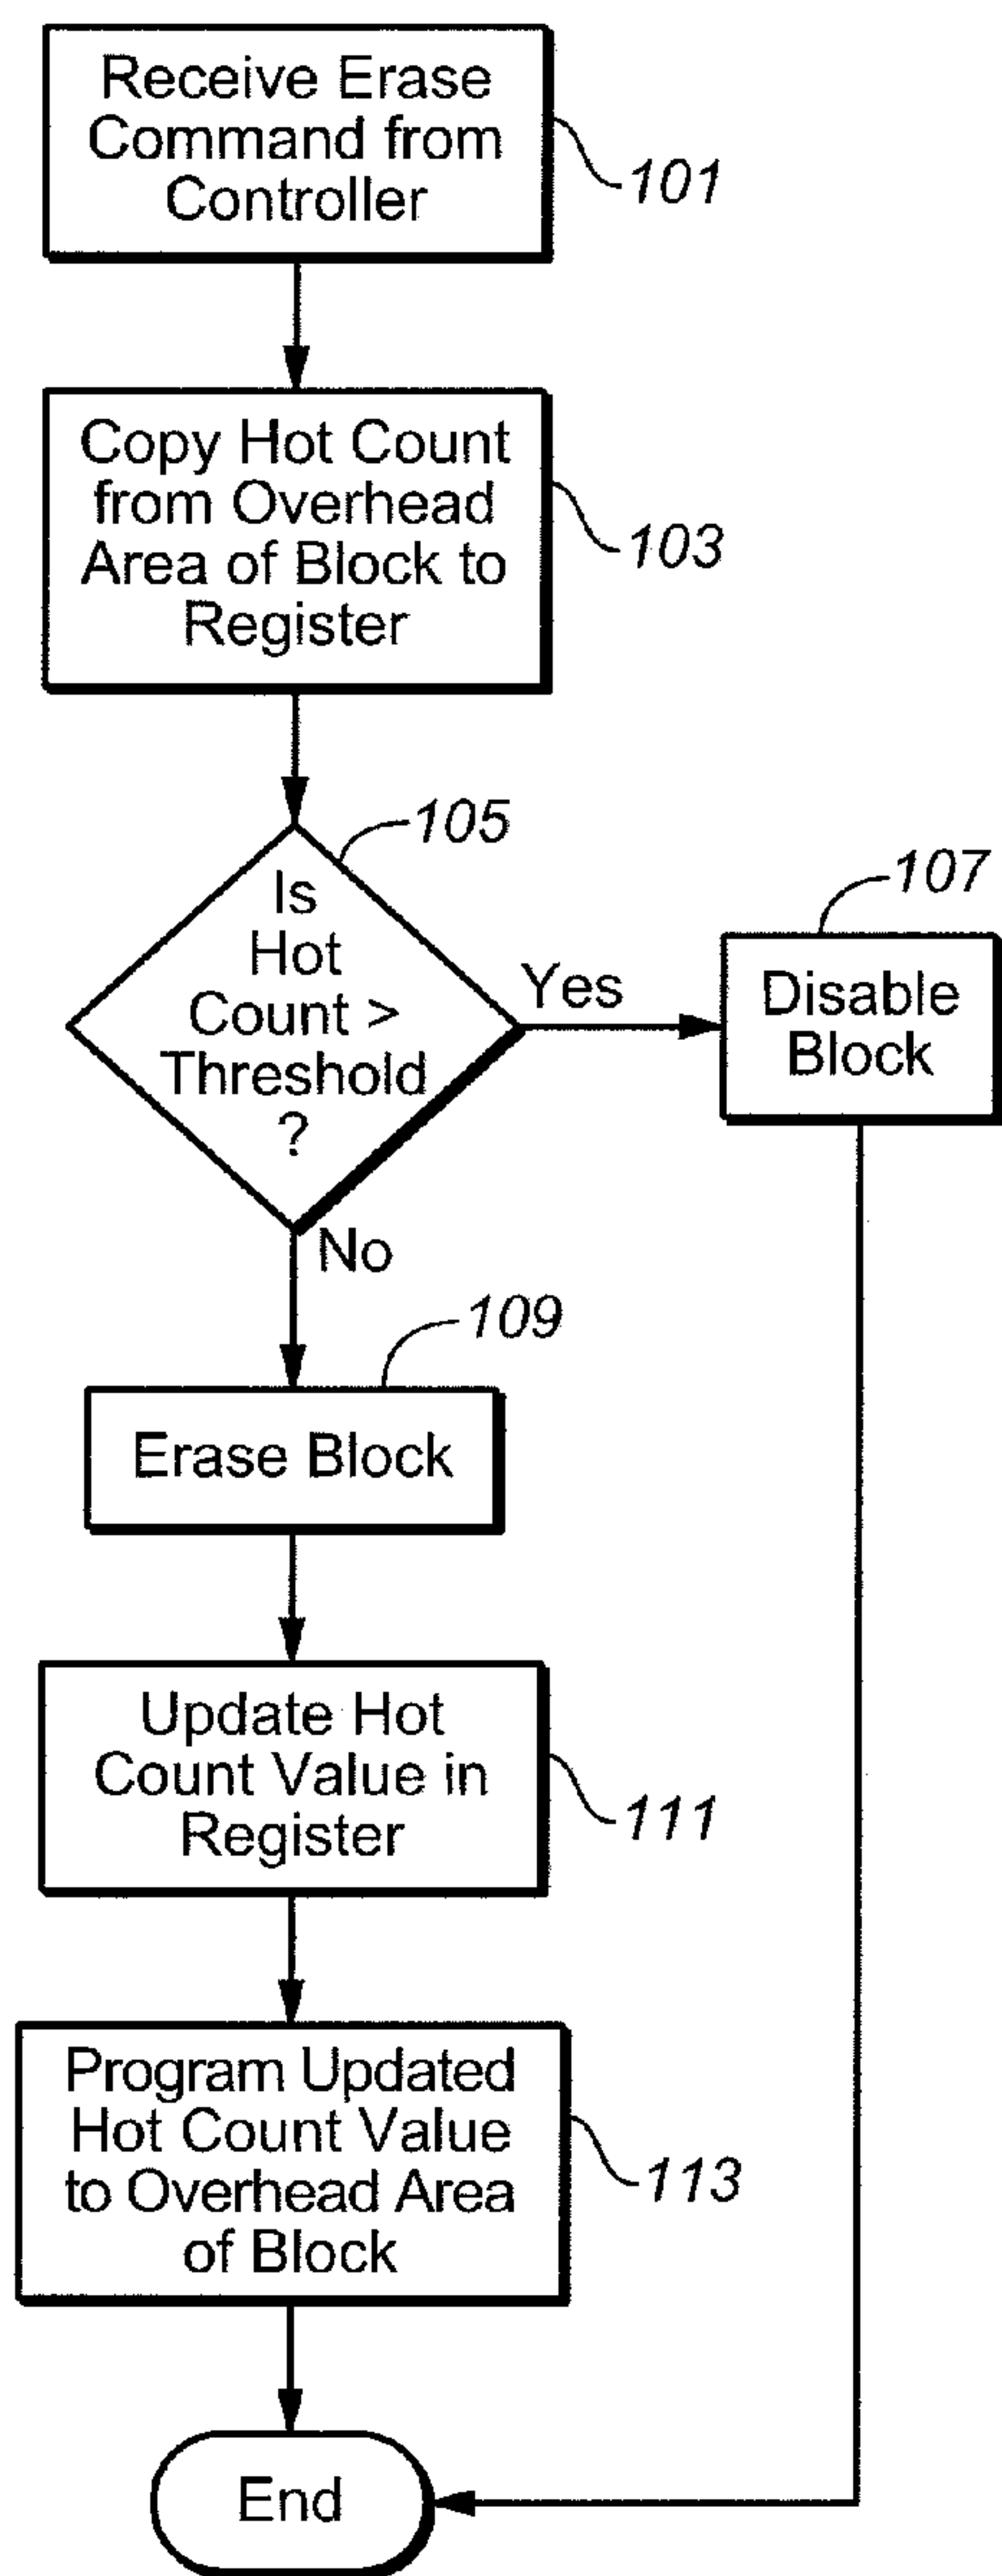 Receive Erase
Command from
Controller
101
Copy Hot Count
from Overhead
Area of Block to
Register
103
105
Is
Hot
Count >
Threshold
?
Yes
107
Disable
Block
No
109
Erase Block
Update Hot
Count Value in
Register
111
Program Updated
Hot Count Value
to Overhead Area
of Block
113
End